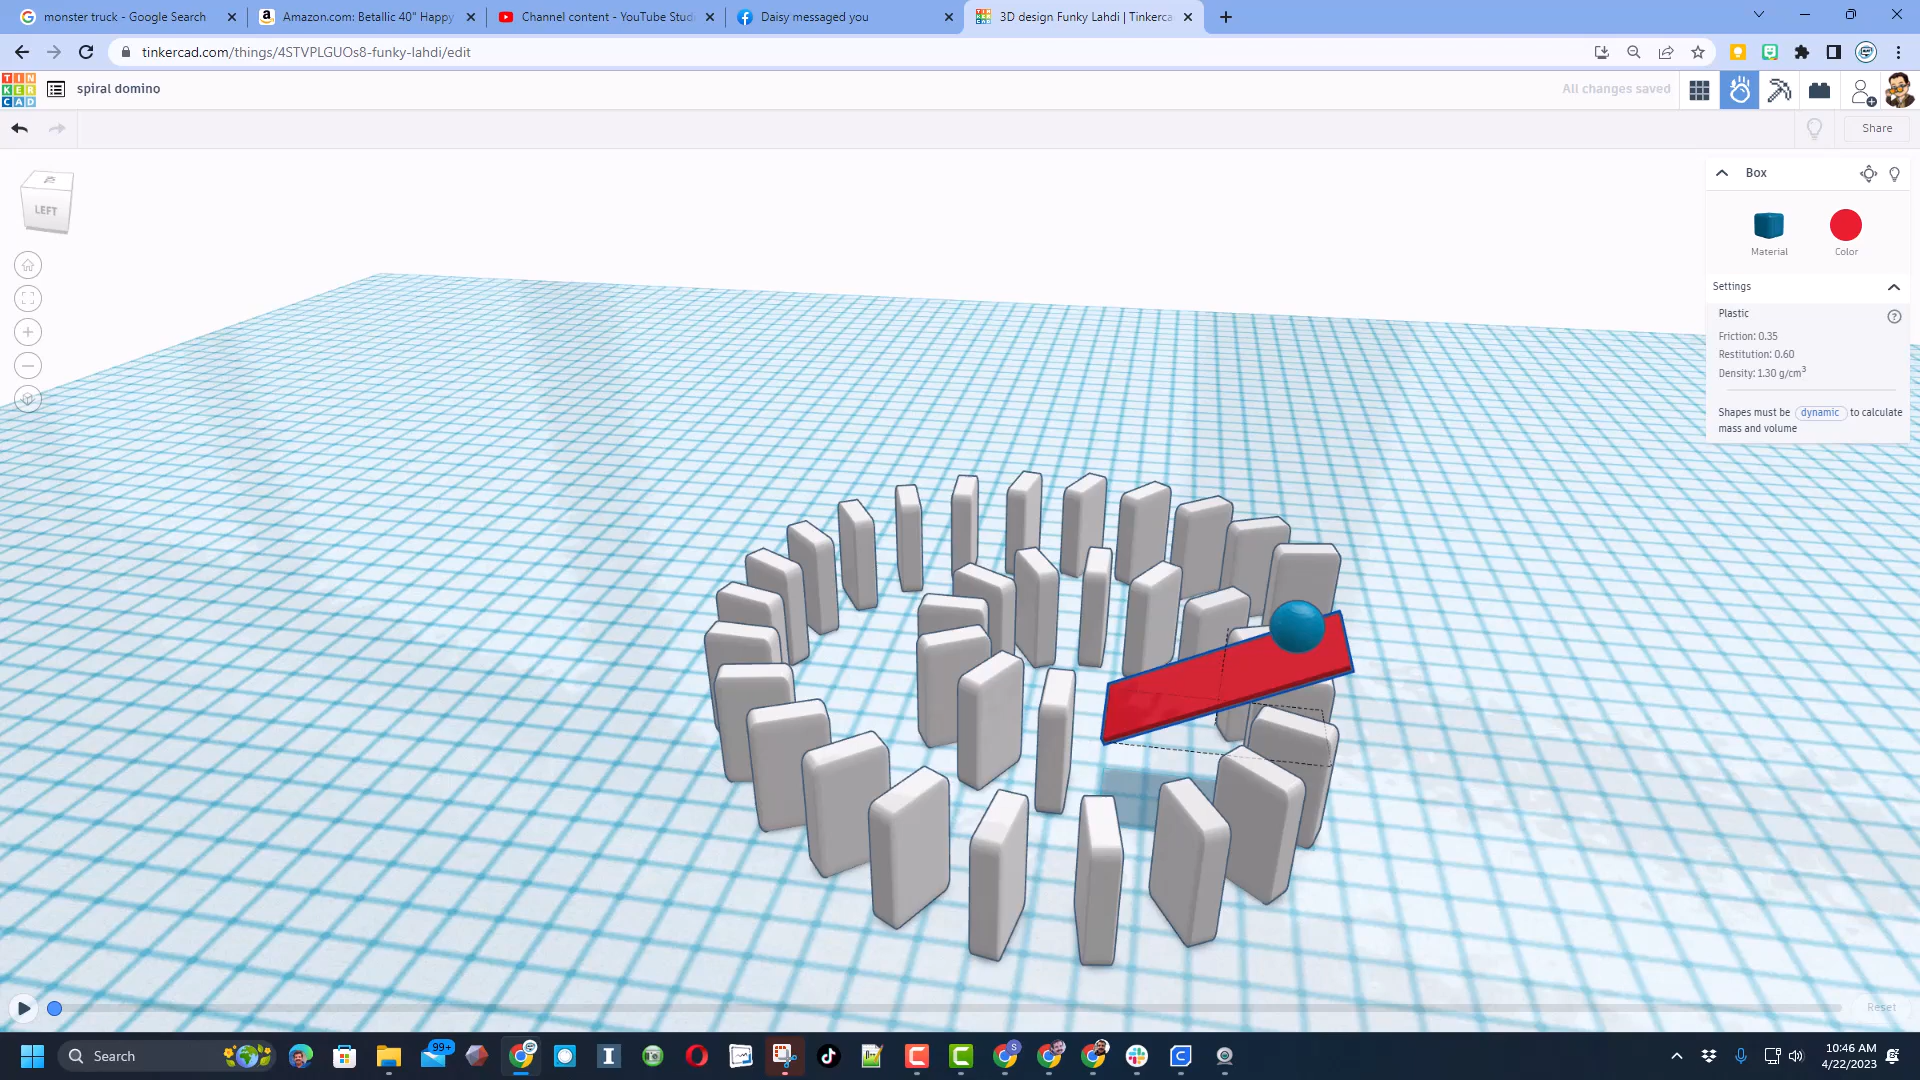 monster truck - Google Search
Amazon.com: Betallic 40" Happy
Channel content - YouTube Stud
Daisy messaged you
3D design Funky Lahdi | Tinkerca
tinkercad.com/things/4STVPLGUOs8-funky-lahdi/edit
TIN
KER
CAD
spiral domino
All changes saved
Share
LEFT
Box
Material
Color
Settings
Plastic
Friction: 0.35
Restitution: 0.60
Density: 1.30 g/cm3
Shapes must be dynamic to calculate
mass and volume
Reset
Search
99+
10:46 AM
4/22/2023